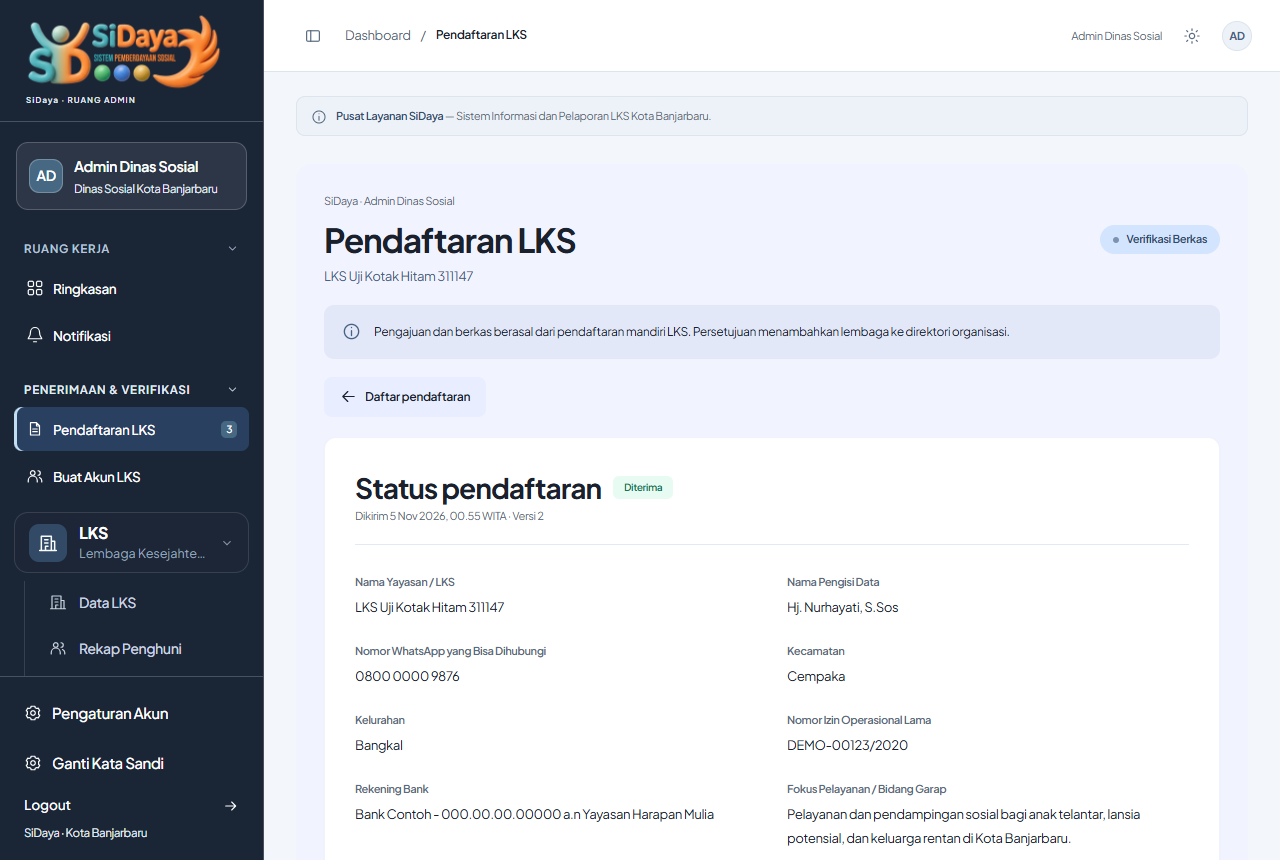 SiDaya
SISTEM PEMBERDAYAAN SOSIAL
SD
SiDaya · RUANG ADMIN
AD
Admin Dinas Sosial
Dinas Sosial Kota Banjarbaru
RUANG KERJA
Ringkasan
Notifikasi
PENERIMAAN & VERIFIKASI
Pendaftaran LKS 3
Buat Akun LKS
LKS
Lembaga Kesejahte...
Data LKS
Rekap Penghuni
Pengaturan Akun
Ganti Kata Sandi
Logout
SiDaya · Kota Banjarbaru
Dashboard / Pendaftaran LKS
Admin Dinas Sosial AD
Pusat Layanan SiDaya — Sistem Informasi dan Pelaporan LKS Kota Banjarbaru.
SiDaya · Admin Dinas Sosial
Pendaftaran LKS
Verifikasi Berkas
LKS Uji Kotak Hitam 311147
Pengajuan dan berkas berasal dari pendaftaran mandiri LKS. Persetujuan menambahkan lembaga ke direktori organisasi.
Daftar pendaftaran
Status pendaftaran Diterima
Dikirim 5 Nov 2026, 00.55 WITA · Versi 2
Nama Yayasan / LKS
LKS Uji Kotak Hitam 311147
Nama Pengisi Data
Hj. Nurhayati, S.Sos
Nomor WhatsApp yang Bisa Dihubungi
0800 0000 9876
Kecamatan
Cempaka
Kelurahan
Bangkal
Nomor Izin Operasional Lama
DEMO-00123/2020
Rekening Bank
Bank Contoh - 000.00.00.00000 a.n Yayasan Harapan Mulia
Fokus Pelayanan / Bidang Garap
Pelayanan dan pendampingan sosial bagi anak telantar, lansia
potensial, dan keluarga rentan di Kota Banjarbaru.